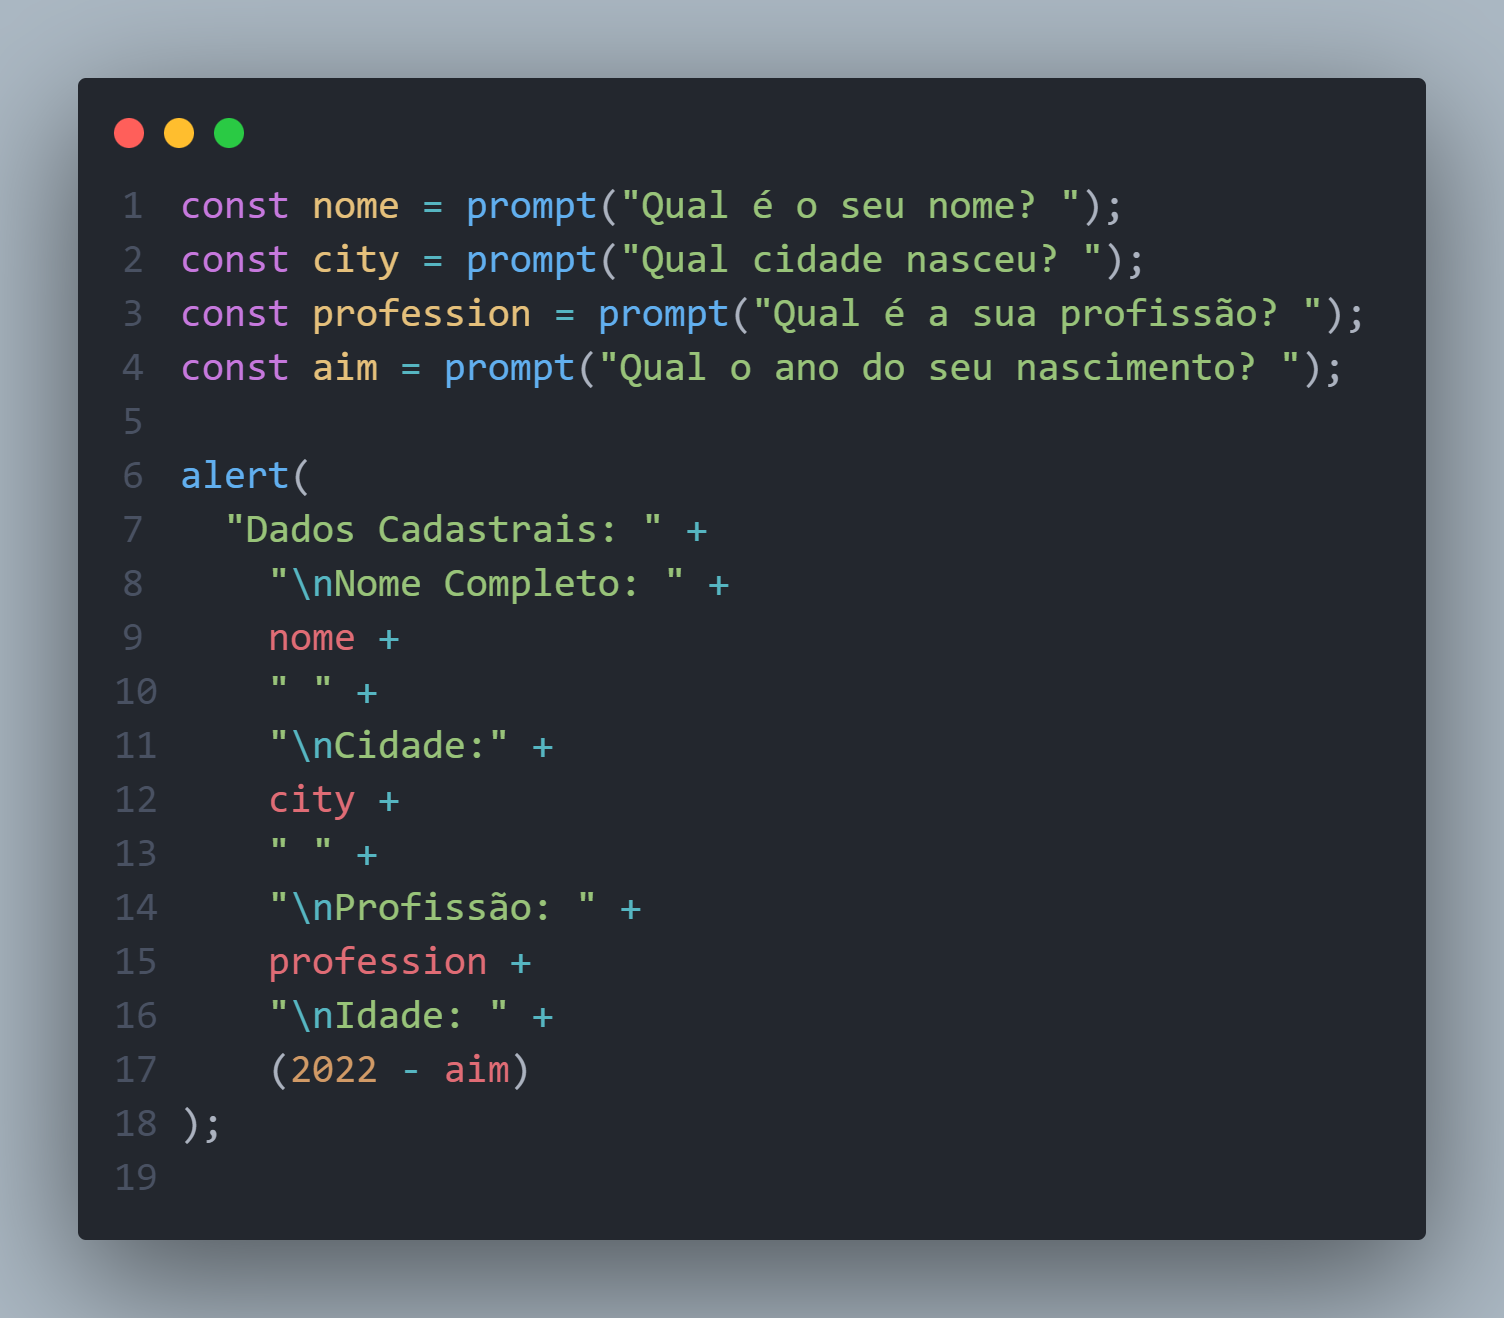 1 const nome = prompt("Qual é o seu nome? ");
2 const city = prompt("Qual cidade nasceu? ");
3 const profession = prompt("Qual é a sua profissão? ");
4 const aim = prompt("Qual o ano do seu nascimento? ");
5
6 alert(
7   "Dados Cadastrais: " +
8     "\nNome Completo: " +
9     nome +
10     " " +
11     "\nCidade:" +
12     city +
13     " " +
14     "\nProfissão: " +
15     profession +
16     "\nIdade: " +
17     (2022 - aim)
18 );
19